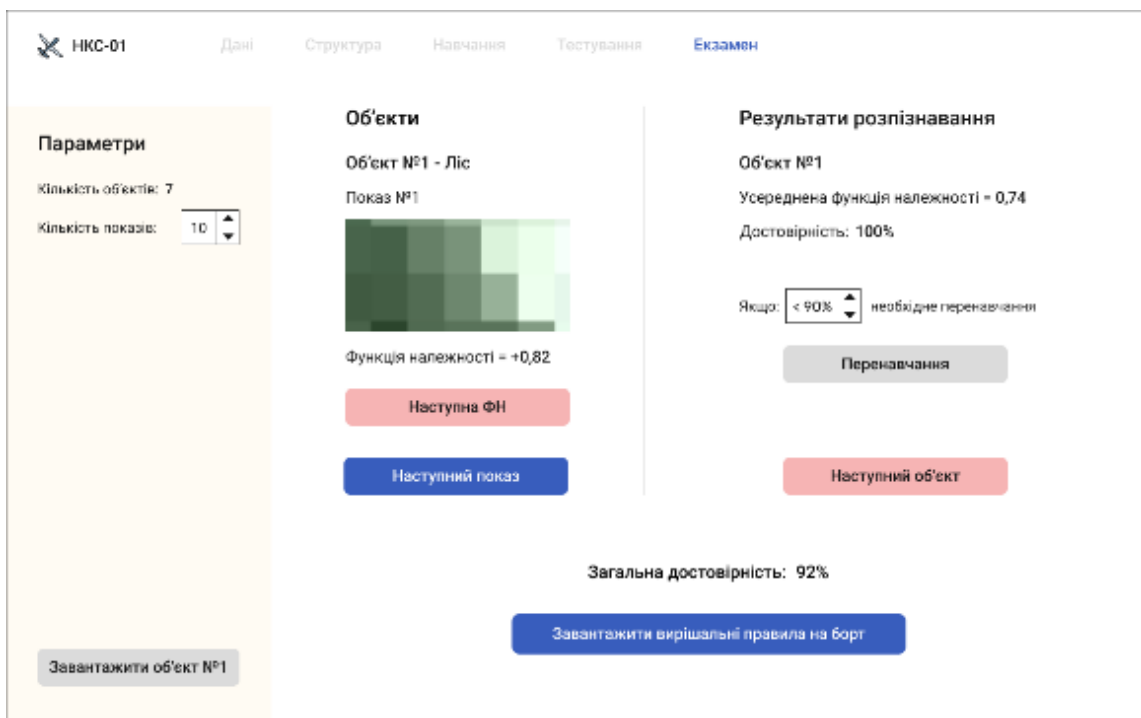 НКС-01
Дані
Структура
Навчання
Тестування
Екзамен
Параметри
Кількість об'єктів: 7
Кількість показів: 10
Завантажити об'єкт №1
Об'єкти
Об'єкт №1 - Ліс
Показ №1
Функція належності = +0,82
Наступна ФН
Наступний показ
Результати розпізнавання
Об'єкт №1
Усереднена функція належності = 0,74
Достовірність: 100%
Якщо: < 90% необхідне перенавчання
Перенавчання
Наступний об'єкт
Загальна достовірність: 92%
Завантажити вирішальні правила на борт